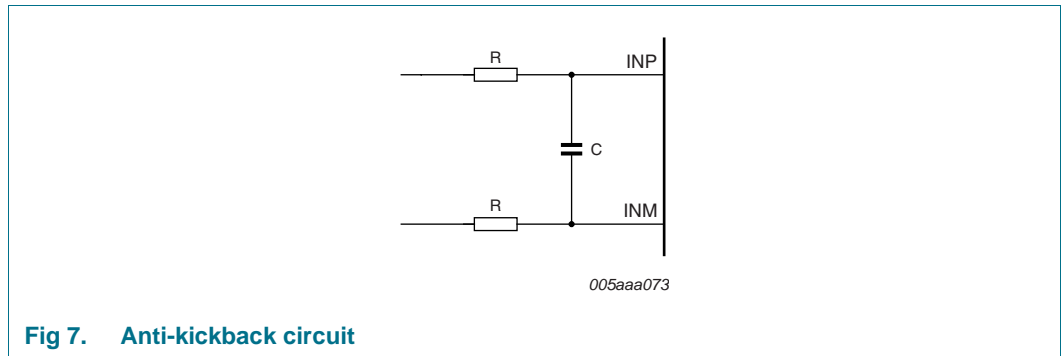 R
INP
C
R
INM
005aaa073
Fig 7. Anti-kickback circuit